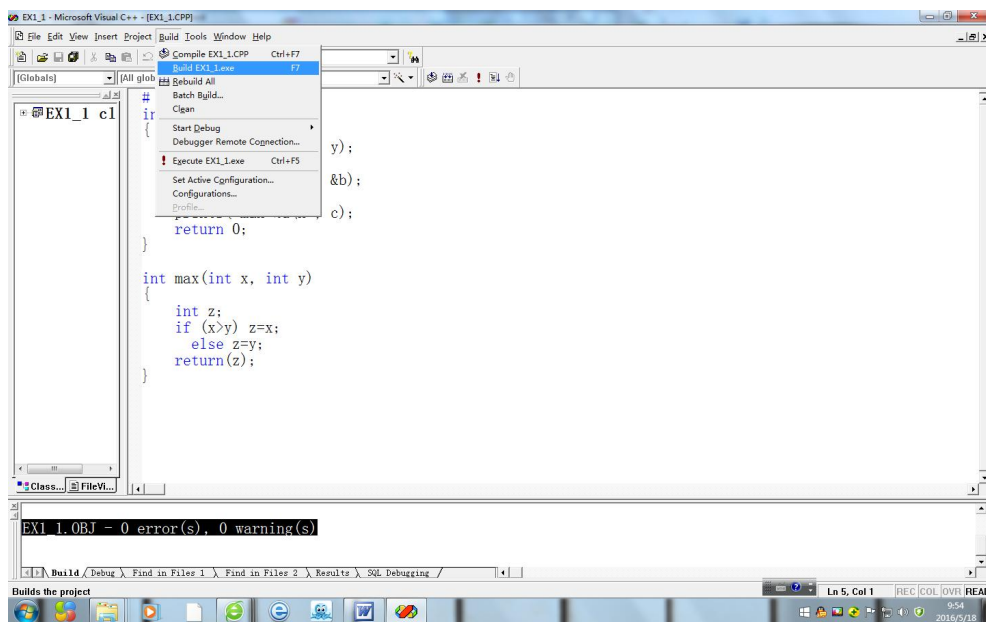 EX1_1 - Microsoft Visual C++ - [EX1_1.CPP]
File Edit View Insert Project Build Tools Window Help
Compile EX1_1.CPP Ctrl+F7
[Globals] [All glob
Build EX1_1.exe F7
Rebuild All
Batch Build...
Clean
Start Debug
Debugger Remote Connection...
Execute EX1_1.exe Ctrl+F5
Set Active Configuration...
Configurations...
Profile...
EX1_1 cl
#
in
{
y);
&b);
c);
return 0;
}
int max(int x, int y)
{
int z;
if (x>y) z=x;
else z=y;
return(z);
}
Class... FileVi...
EX1_1.OBJ - 0 error(s), 0 warning(s)
Build Debug Find in Files 1 Find in Files 2 Results SQL Debugging
Builds the project
Ln 5, Col 1 REC COL OVR REAI
9:54
2016/5/18